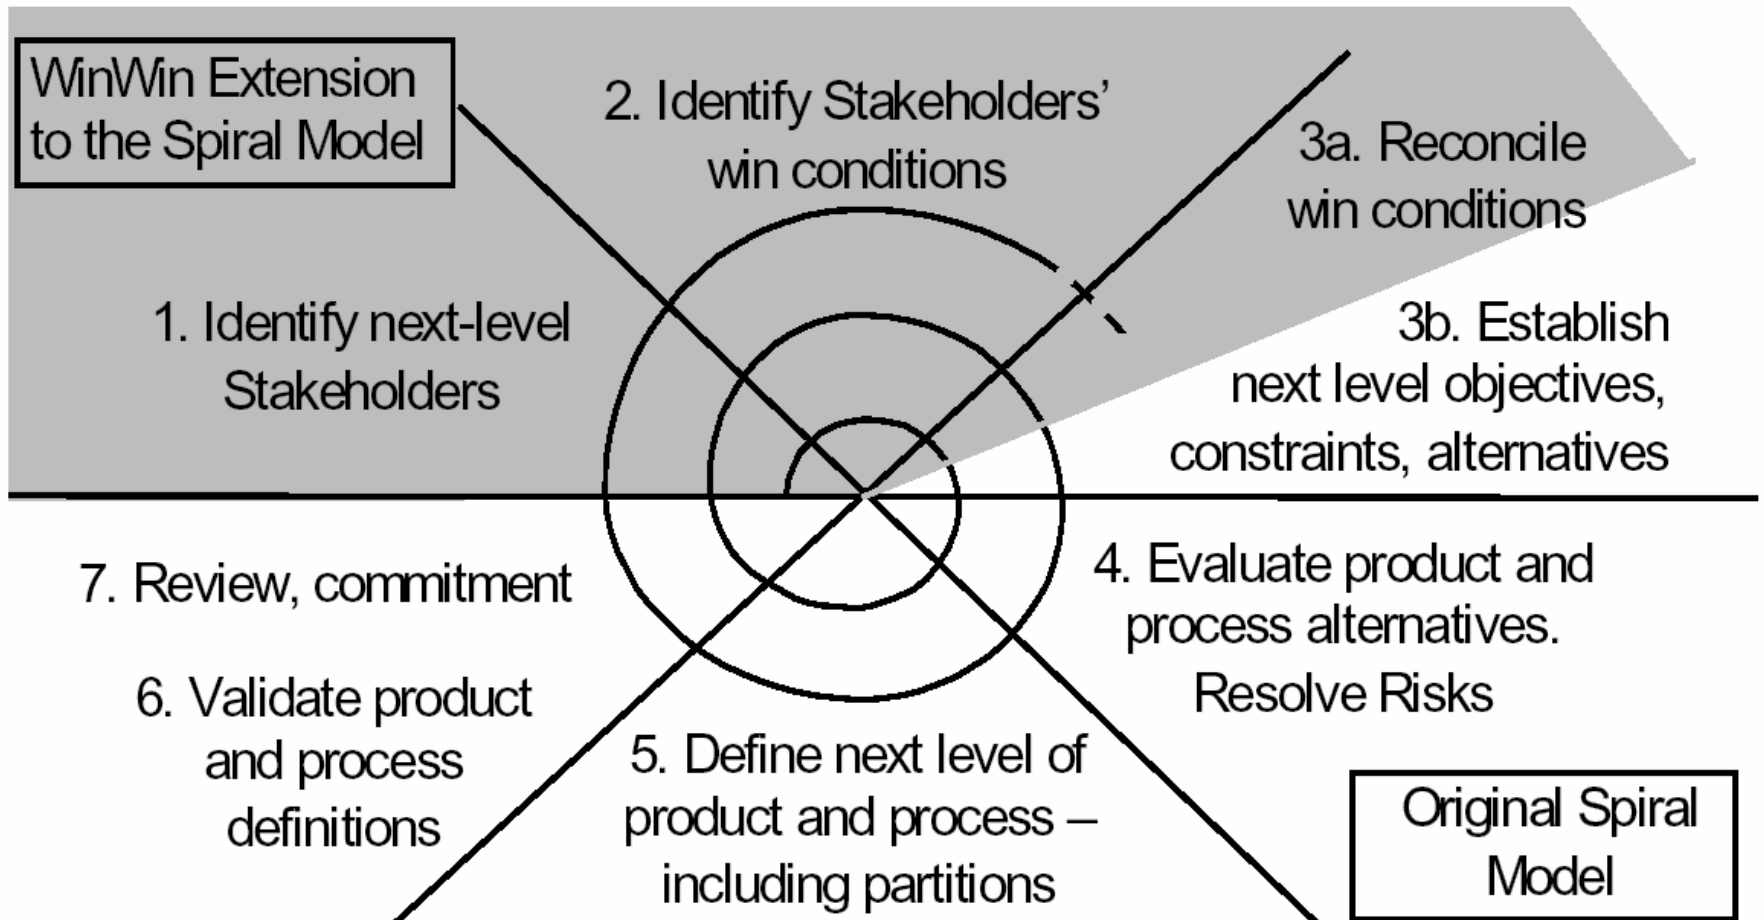 WinWin Extension
to the Spiral Model
2. Identify Stakeholders’
win conditions
3a. Reconcile
win conditions
1. Identify next-level
Stakeholders
3b. Establish
next level objectives,
constraints, alternatives
7. Review, commitment
4. Evaluate product and
process alternatives.
Resolve Risks
6. Validate product
and process
definitions
5. Define next level of
product and process –
including partitions
Original Spiral
Model